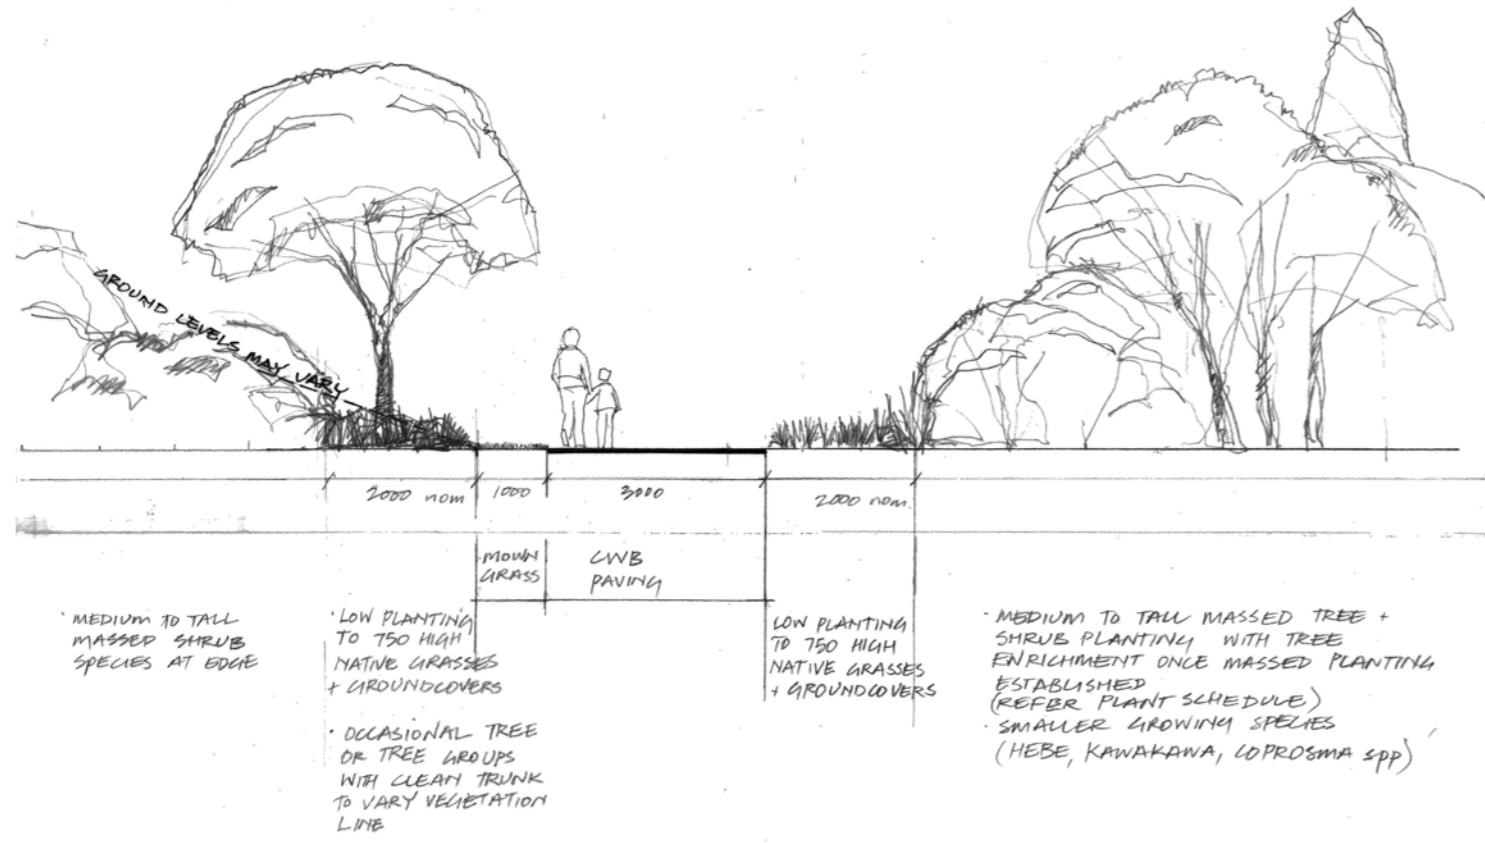 GROUND LEVELS MAY VARY
2000 nom
1000
3000
2000 nom.
MOWN
GRASS
CWB
PAVING
· MEDIUM TO TALL
MASSED SHRUB
SPECIES AT EDGE
· LOW PLANTING
TO 750 HIGH
NATIVE GRASSES
+ GROUNDCOVERS
· OCCASIONAL TREE
OR TREE GROUPS
WITH CLEAN TRUNK
TO VARY VEGETATION
LINE
LOW PLANTING
TO 750 HIGH
NATIVE GRASSES
+ GROUNDCOVERS
· MEDIUM TO TALL MASSED TREE +
SHRUB PLANTING WITH TREE
ENRICHMENT ONCE MASSED PLANTING
ESTABLISHED
(REFER PLANT SCHEDULE)
· SMALLER GROWING SPECIES
(HEBE, KAWAKAWA, COPROSMA spp)